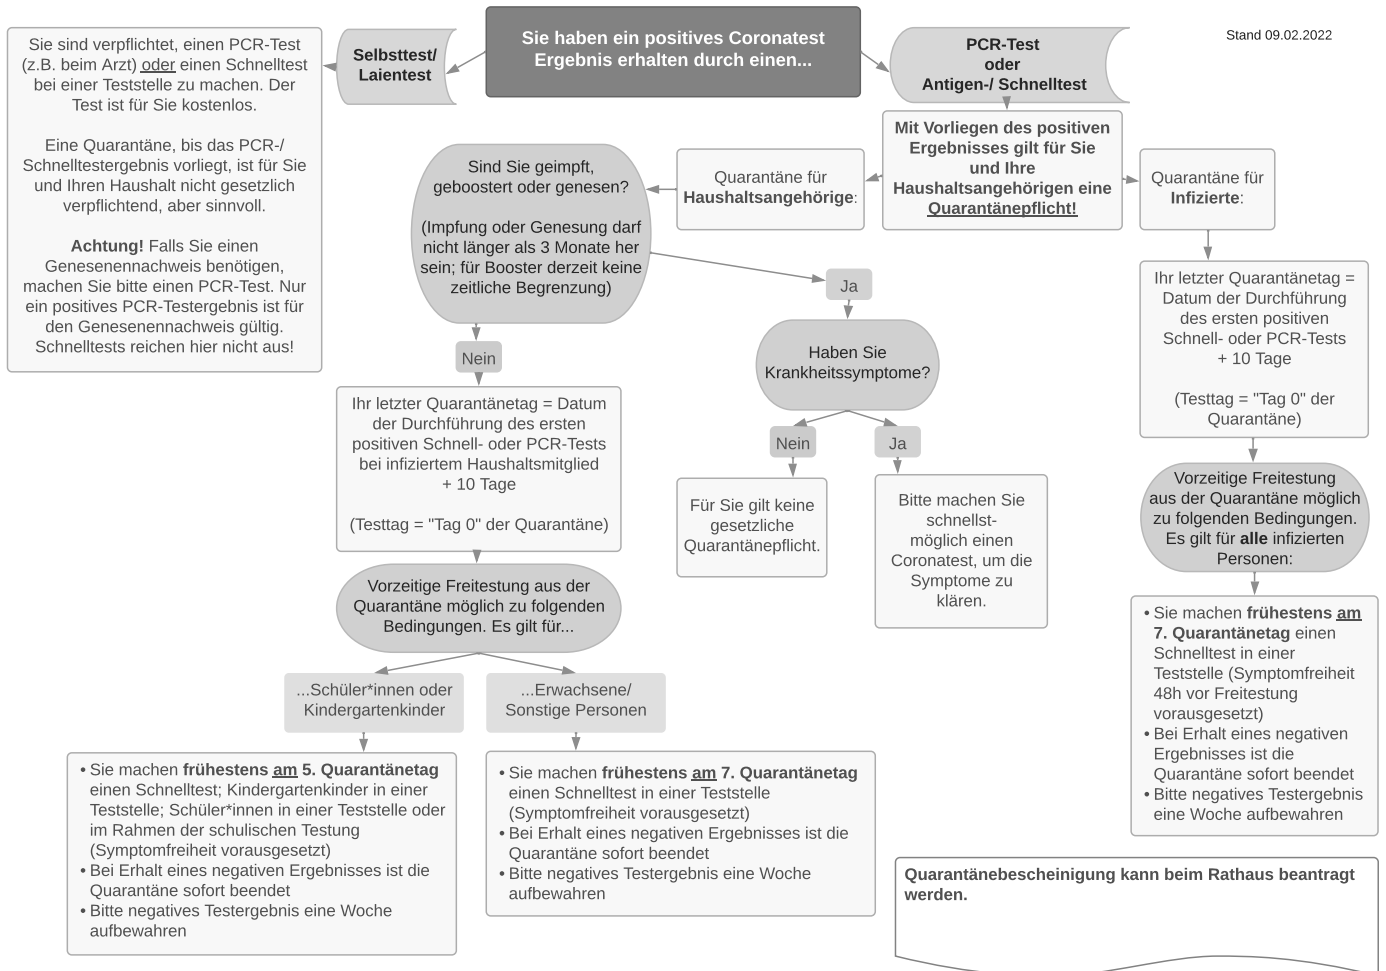 Sie haben ein positives Coronatest
Ergebnis erhalten durch einen...
Stand 09.02.2022
Selbsttest/
Laientest
Sie sind verpflichtet, einen PCR-Test
(z.B. beim Arzt) oder einen Schnelltest
bei einer Teststelle zu machen. Der
Test ist für Sie kostenlos.
Eine Quarantäne, bis das PCR-/
Schnelltestergebnis vorliegt, ist für Sie
und Ihren Haushalt nicht gesetzlich
verpflichtend, aber sinnvoll.
Achtung! Falls Sie einen
Genesenennachweis benötigen,
machen Sie bitte einen PCR-Test. Nur
ein positives PCR-Testergebnis ist für
den Genesenennachweis gültig.
Schnelltests reichen hier nicht aus!
PCR-Test
oder
Antigen-/ Schnelltest
Mit Vorliegen des positiven
Ergebnisses gilt für Sie
und Ihre
Haushaltsangehörigen eine
Quarantänepflicht!
Quarantäne für
Haushaltsangehörige:
Sind Sie geimpft,
geboostert oder genesen?
(Impfung oder Genesung darf
nicht länger als 3 Monate her
sein; für Booster derzeit keine
zeitliche Begrenzung)
Nein
Ihr letzter Quarantänetag = Datum
der Durchführung des ersten
positiven Schnell- oder PCR-Tests
bei infiziertem Haushaltsmitglied
+ 10 Tage
(Testtag = "Tag 0" der Quarantäne)
Vorzeitige Freitestung aus der
Quarantäne möglich zu folgenden
Bedingungen. Es gilt für...
...Schüler*innen oder
Kindergartenkinder
• Sie machen frühestens am 5. Quarantänetag
einen Schnelltest; Kindergartenkinder in einer
Teststelle; Schüler*innen in einer Teststelle oder
im Rahmen der schulischen Testung
(Symptomfreiheit vorausgesetzt)
• Bei Erhalt eines negativen Ergebnisses ist die
Quarantäne sofort beendet
• Bitte negatives Testergebnis eine Woche
aufbewahren
...Erwachsene/
Sonstige Personen
• Sie machen frühestens am 7. Quarantänetag
einen Schnelltest in einer Teststelle
(Symptomfreiheit vorausgesetzt)
• Bei Erhalt eines negativen Ergebnisses ist die
Quarantäne sofort beendet
• Bitte negatives Testergebnis eine Woche
aufbewahren
Ja
Haben Sie
Krankheitssymptome?
Nein
Für Sie gilt keine
gesetzliche
Quarantänepflicht.
Ja
Bitte machen Sie
schnellst-
möglich einen
Coronatest, um die
Symptome zu
klären.
Quarantäne für
Infizierte:
Ihr letzter Quarantänetag =
Datum der Durchführung
des ersten positiven
Schnell- oder PCR-Tests
+ 10 Tage
(Testtag = "Tag 0" der
Quarantäne)
Vorzeitige Freitestung
aus der Quarantäne möglich
zu folgenden Bedingungen.
Es gilt für alle infizierten
Personen:
• Sie machen frühestens am
7. Quarantänetag einen
Schnelltest in einer
Teststelle (Symptomfreiheit
48h vor Freitestung
vorausgesetzt)
• Bei Erhalt eines negativen
Ergebnisses ist die
Quarantäne sofort beendet
• Bitte negatives Testergebnis
eine Woche aufbewahren
Quarantänebescheinigung kann beim Rathaus beantragt
werden.